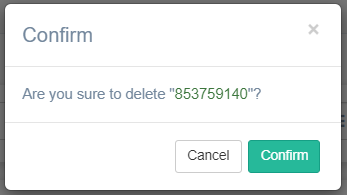 Confirm ×
Are you sure to delete "853759140"?
Cancel Confirm